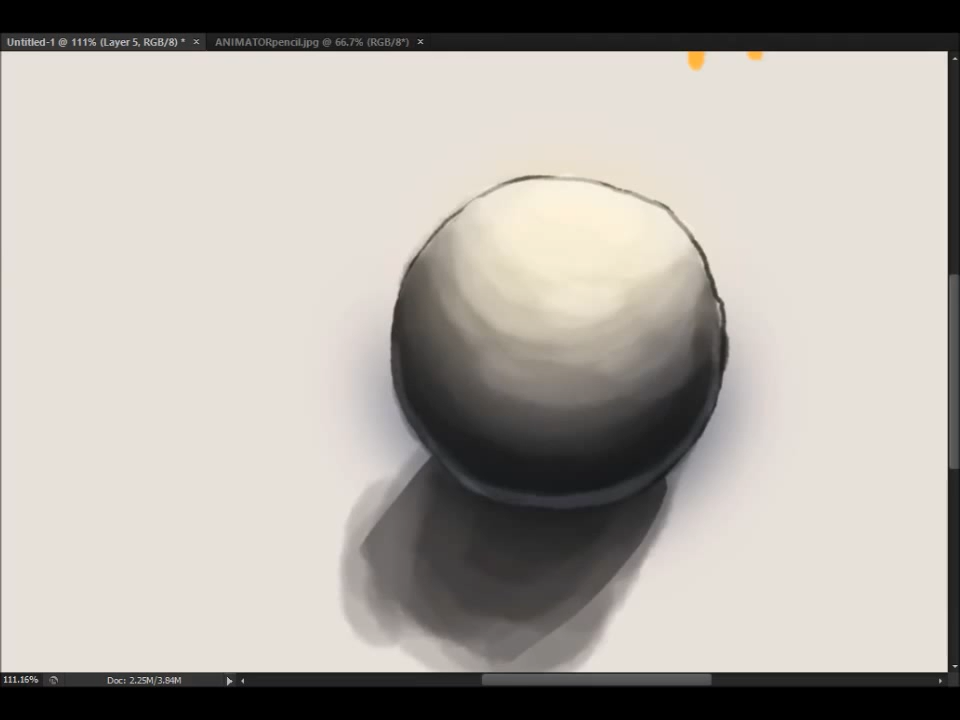 Untitled-1 @ 111% (Layer 5, RGB/8) * × ANIMATORpencil.jpg @ 66.7% (RGB/8*) ×
111.16% Doc: 2.25M/3.84M